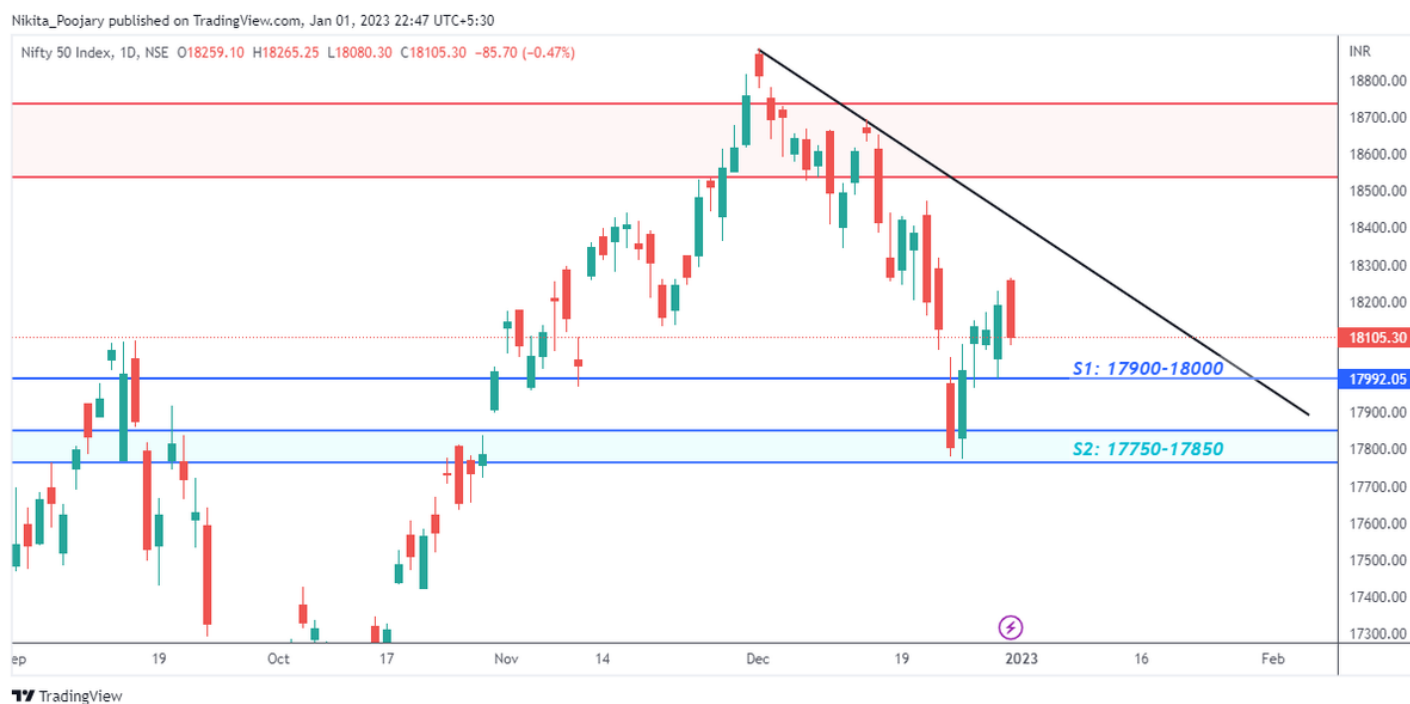 Nikita_Poojary published on TradingView.com, Jan 01, 2023 22:47 UTC+5:30
Nifty 50 Index, 1D, NSE O18259.10 H18265.25 L18080.30 C18105.30 −85.70 (−0.47%)
INR
18800.00
18700.00
18600.00
18500.00
18400.00
18300.00
18200.00
18105.30
S1: 17900-18000
17992.05
17900.00
S2: 17750-17850
17800.00
17700.00
17600.00
17500.00
17400.00
17300.00
ep 19 Oct 17 Nov 14 Dec 19 2023 16 Feb
TradingView